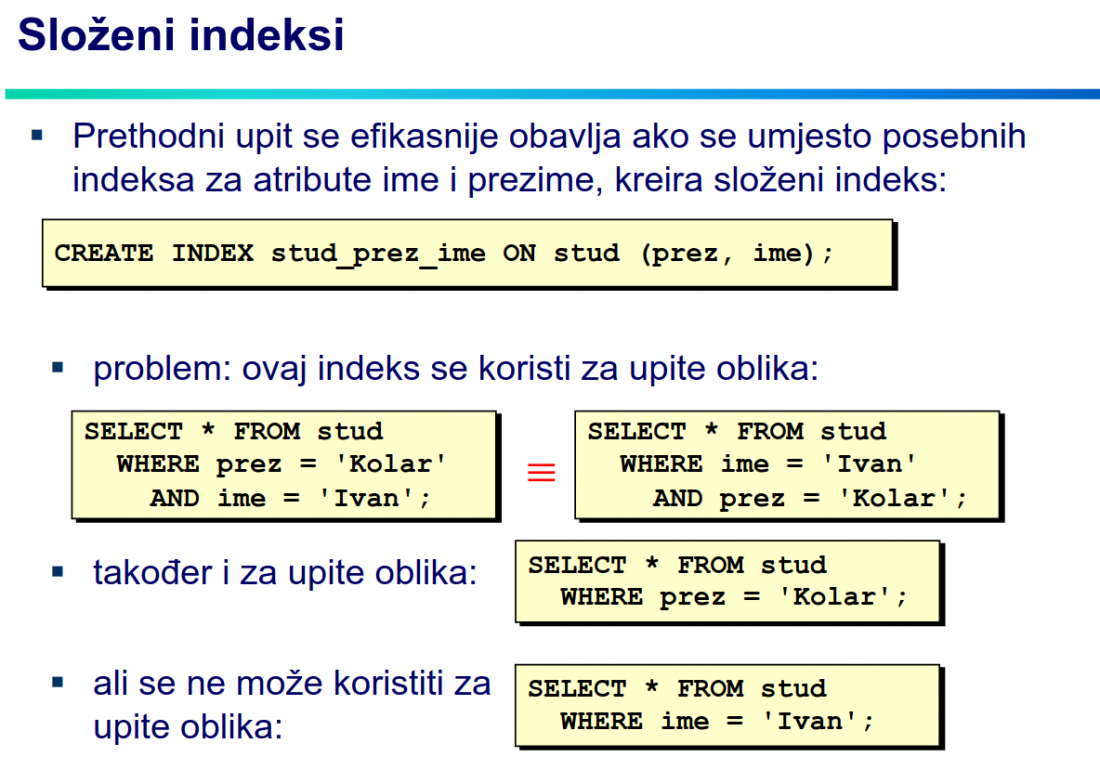 Složeni indeksi
▪ Prethodni upit se efikasnije obavlja ako se umjesto posebnih
indeksa za atribute ime i prezime, kreira složeni indeks:
CREATE INDEX stud_prez_ime ON stud (prez, ime);
▪ problem: ovaj indeks se koristi za upite oblika:
SELECT * FROM stud
WHERE prez = 'Kolar'
AND ime = 'Ivan';
≡
SELECT * FROM stud
WHERE ime = 'Ivan'
AND prez = 'Kolar';
▪ također i za upite oblika:
SELECT * FROM stud
WHERE prez = 'Kolar';
▪ ali se ne može koristiti za
upite oblika:
SELECT * FROM stud
WHERE ime = 'Ivan';